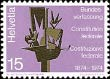 HELVETIA
Bundes-
verfassung
Constitution
fédérale
Costituzione
federale
1874-1974
15